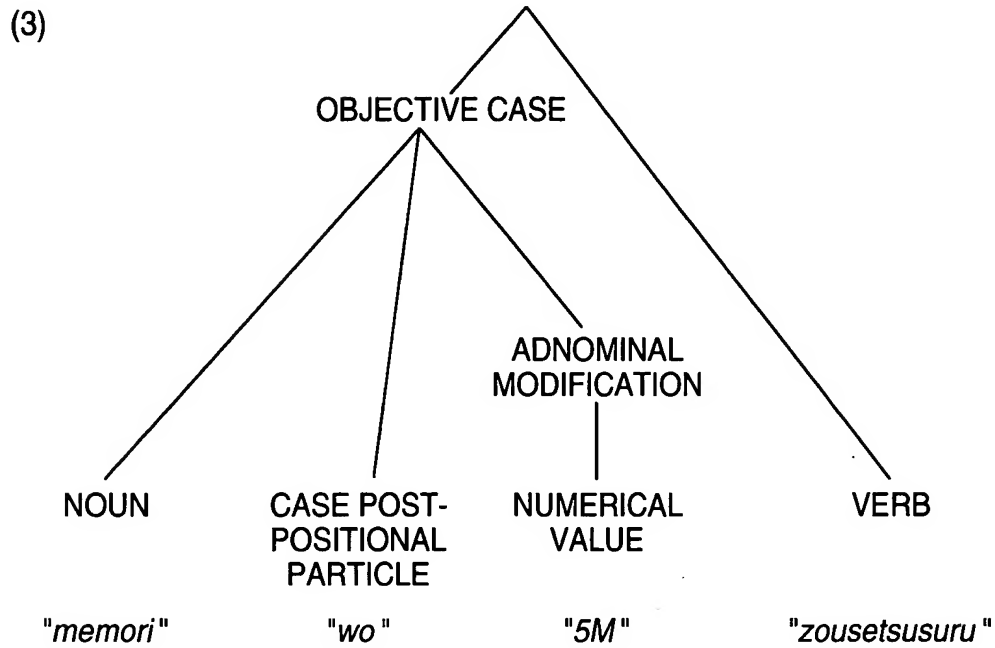 (3)
OBJECTIVE CASE
ADNOMINAL
MODIFICATION
NOUN
CASE POST-
POSITIONAL
PARTICLE
NUMERICAL
VALUE
VERB
"memori"
"wo"
"5M"
"zousetsusuru"